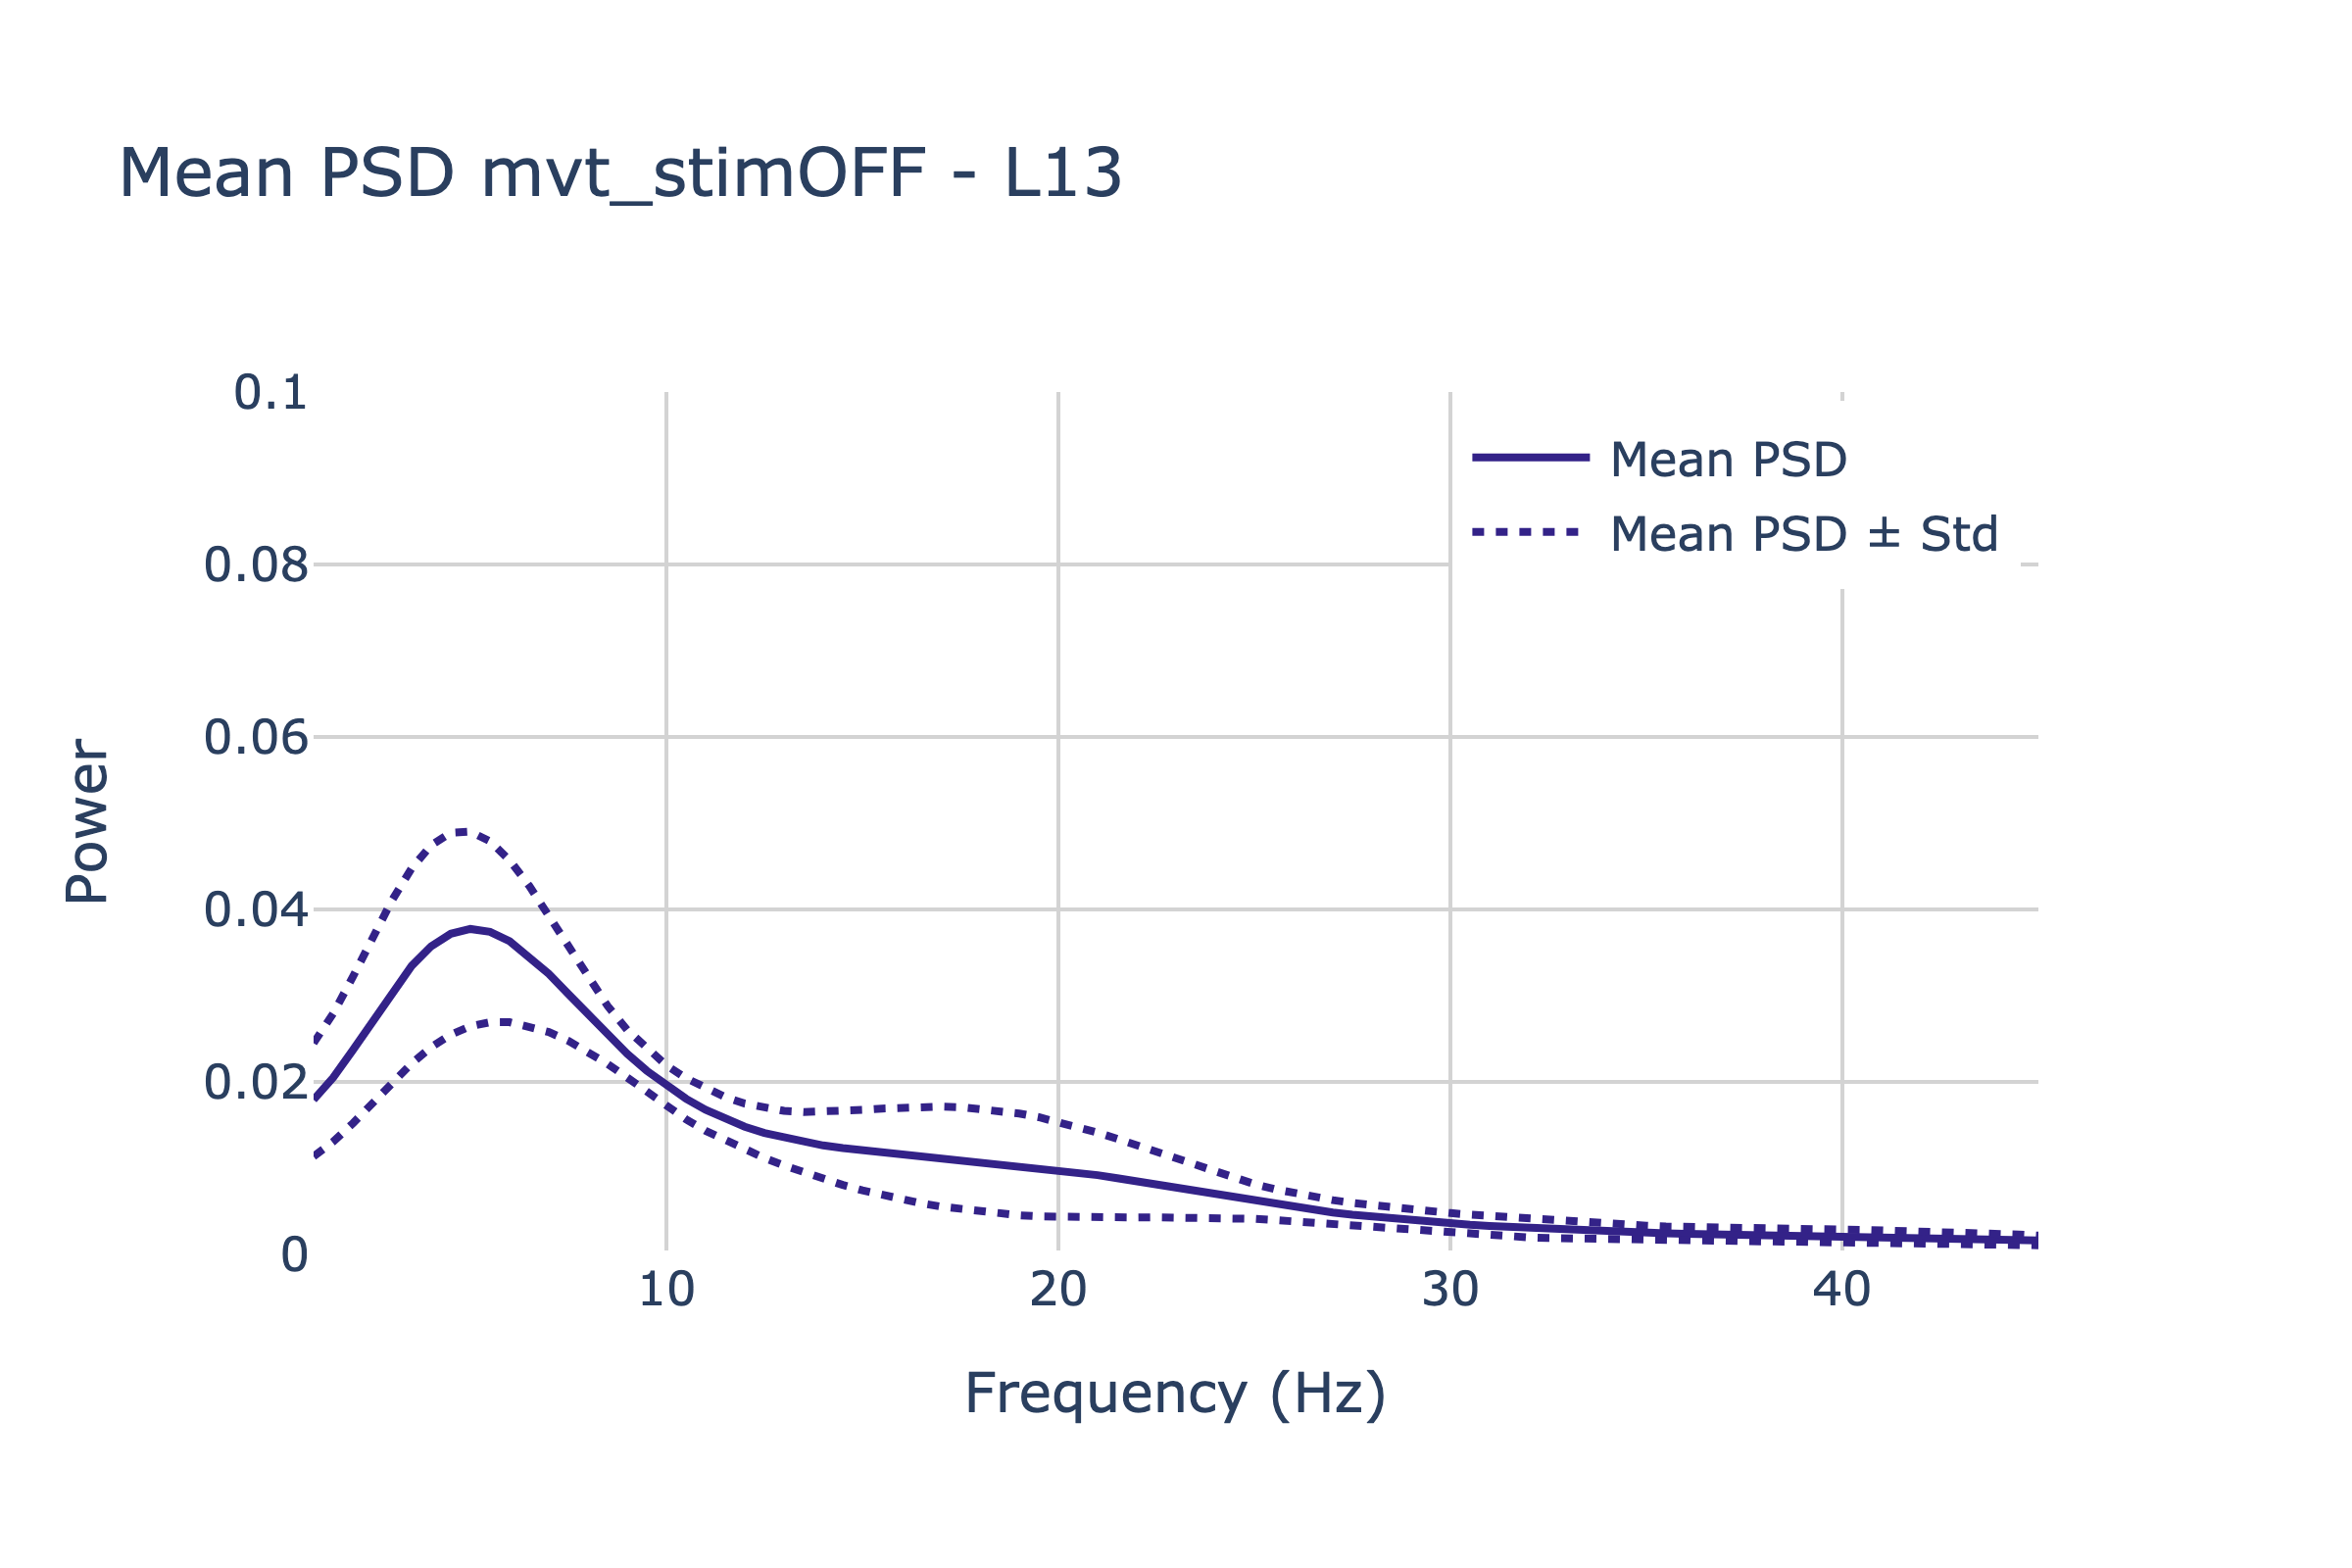 Mean PSD mvt_stimOFF - L13
0.1
0.08
0.06
0.04
0.02
0
Power
Mean PSD
Mean PSD ± Std
10
20
30
40
Frequency (Hz)